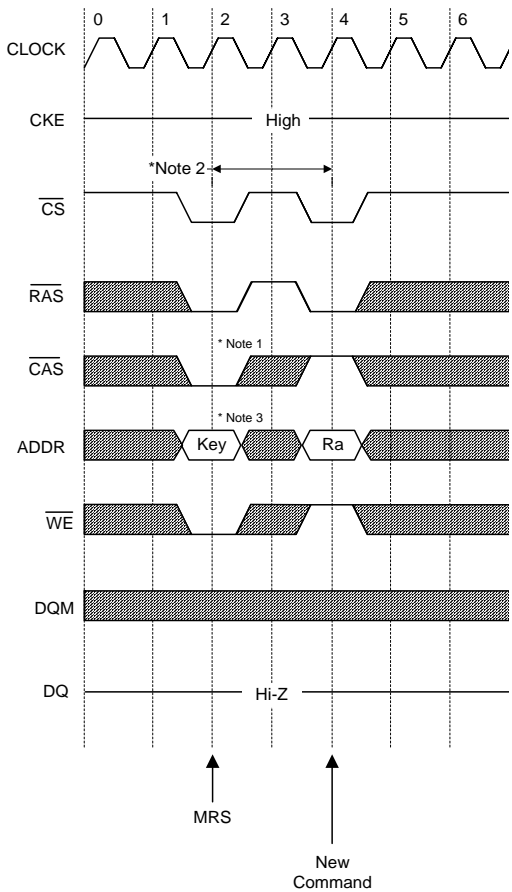 0 1 2 3 4 5 6
CLOCK
CKE High
*Note 2
CS
RAS
* Note 1
CAS
* Note 3
ADDR Key Ra
WE
DQM
DQ Hi-Z
MRS
New
Command